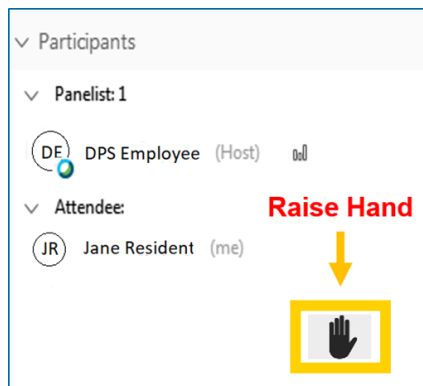 Participants
Panelist: 1
DE DPS Employee (Host)
Attendee:
Raise Hand
JR Jane Resident (me)